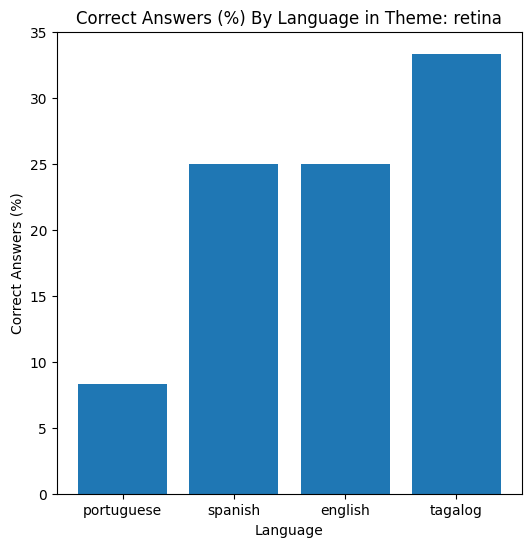 Correct Answers (%) By Language in Theme: retina
Correct Answers (%)
35
30
25
20
15
10
5
0
portuguese spanish english tagalog
Language